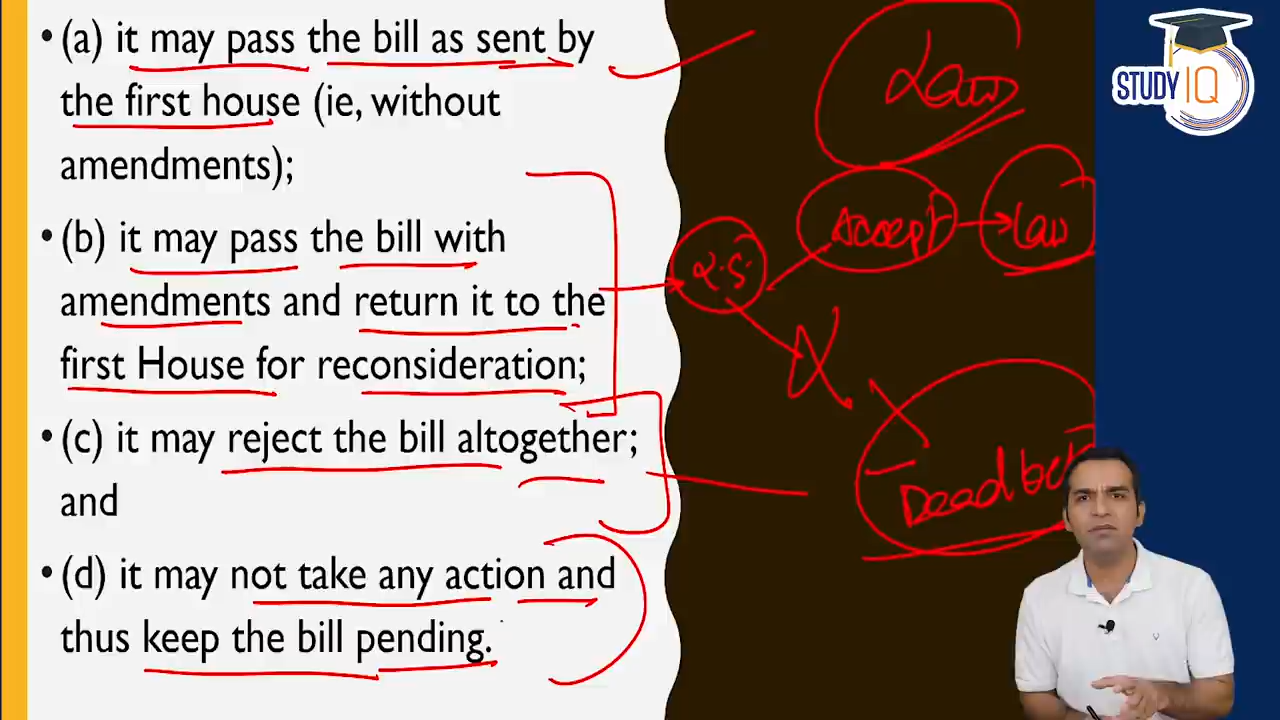 • (a) it may pass the bill as sent by
the first house (ie, without
amendments);
• (b) it may pass the bill with
amendments and return it to the
first House for reconsideration;
• (c) it may reject the bill altogether;
and
• (d) it may not take any action and
thus keep the bill pending.
Law
Accept
Law
L.S.
STUDY IQ